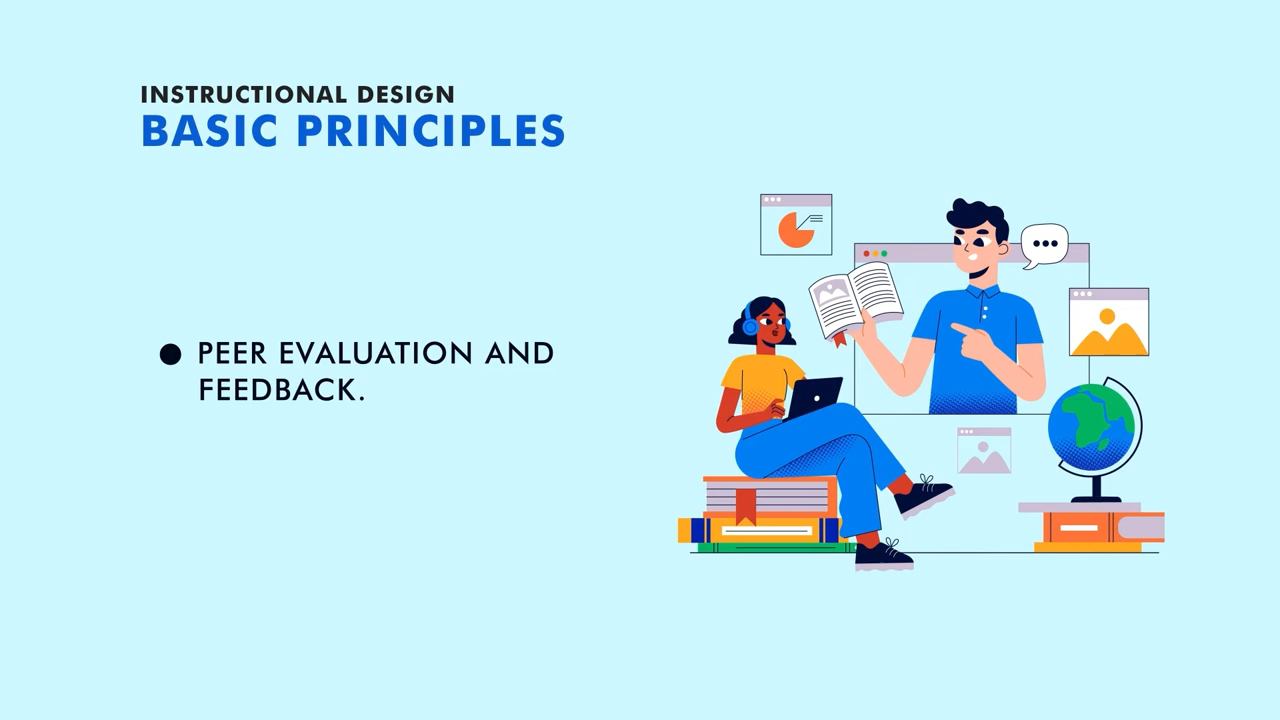 INSTRUCTIONAL DESIGN
BASIC PRINCIPLES
● PEER EVALUATION AND
FEEDBACK.